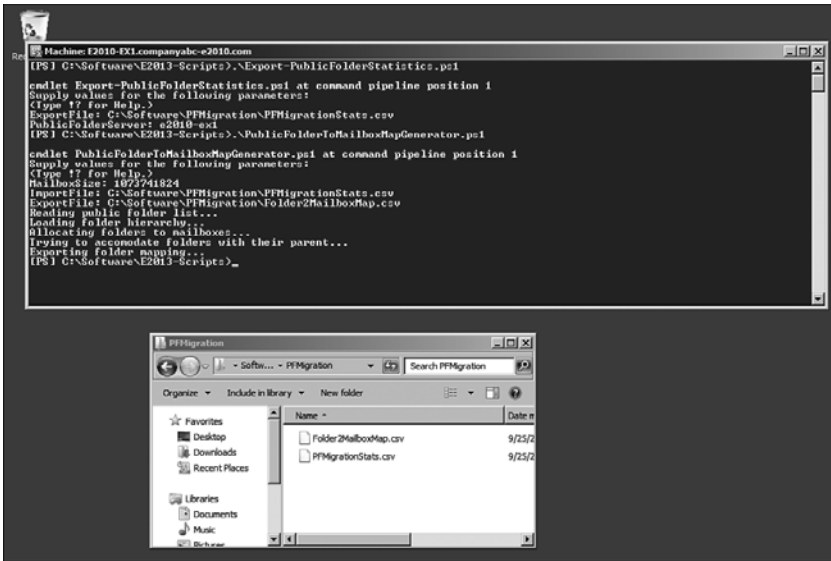 Re
Machine: E2010-EX1.companyabc-e2010.com
[PS] C:\Software\E2013-Scripts>.\Export-PublicFolderStatistics.ps1
cmdlet Export-PublicFolderStatistics.ps1 at command pipeline position 1
Supply values for the following parameters:
(Type !? for Help.)
ExportFile: C:\Software\PFMigration\PFMigrationStats.csv
PublicFolderServer: e2010-ex1
[PS] C:\Software\E2013-Scripts>.\PublicFolderToMailboxMapGenerator.ps1
cmdlet PublicFolderToMailboxMapGenerator.ps1 at command pipeline position 1
Supply values for the following parameters:
(Type !? for Help.)
MailboxSize: 1073741824
ImportFile: C:\Software\PFMigration\PFMigrationStats.csv
ExportFile: C:\Software\PFMigration\Folder2MailboxMap.csv
Reading public folder list...
Loading folder hierarchy...
Allocating folders to mailboxes...
Trying to accomodate folders with their parent...
Exporting folder mapping...
[PS] C:\Software\E2013-Scripts>_
PFMigration
Softw... PFMigration Search PFMigration
Organize Include in library New folder
Favorites
Desktop
Downloads
Recent Places
Libraries
Documents
Music
Pictures
Name Date m
Folder2MailboxMap.csv 9/25/2
PFMigrationStats.csv 9/25/2